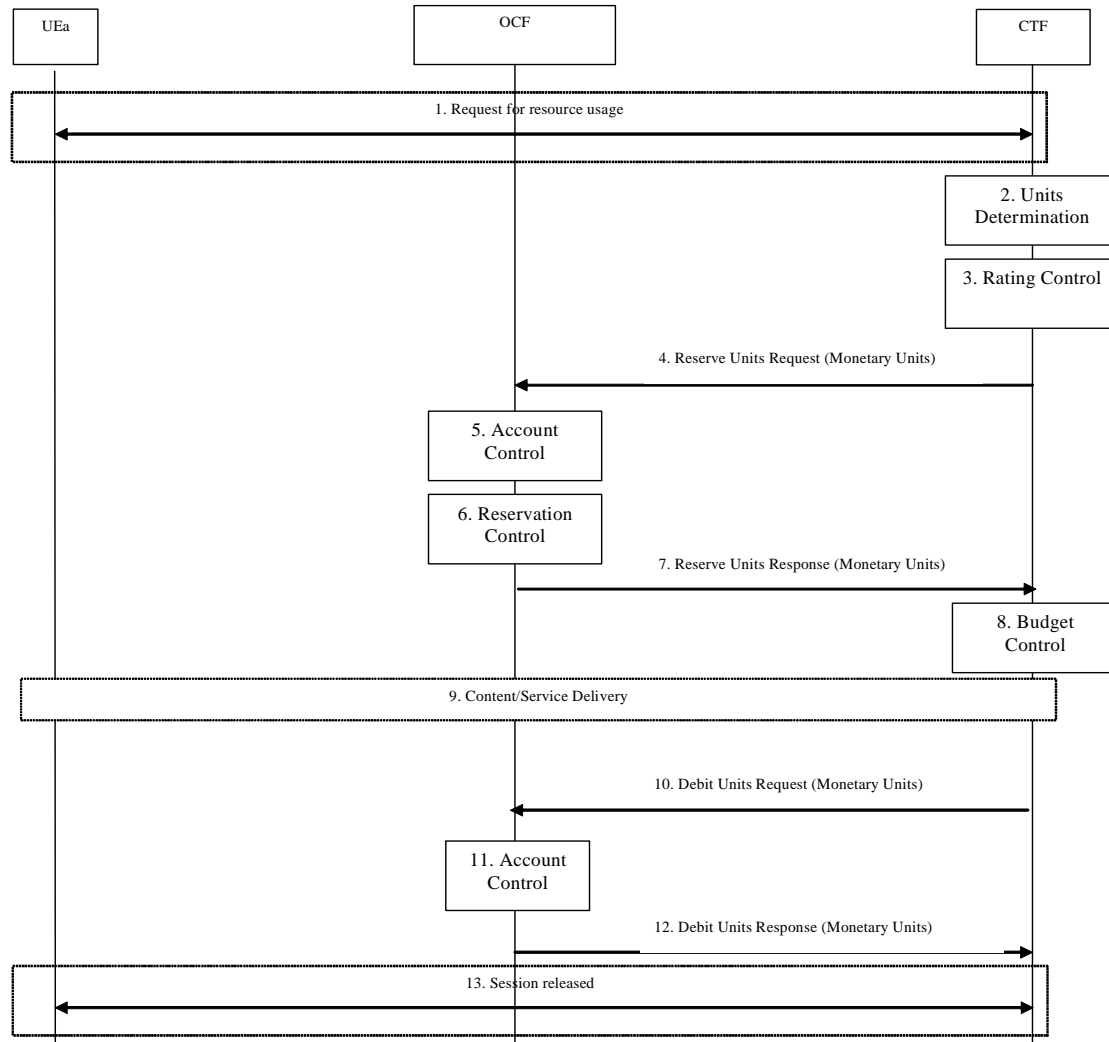 UEa
OCF
CTF
1. Request for resource usage
2. Units
Determination
3. Rating Control
4. Reserve Units Request (Monetary Units)
5. Account
Control
6. Reservation
Control
7. Reserve Units Response (Monetary Units)
8. Budget
Control
9. Content/Service Delivery
10. Debit Units Request (Monetary Units)
11. Account
Control
12. Debit Units Response (Monetary Units)
13. Session released